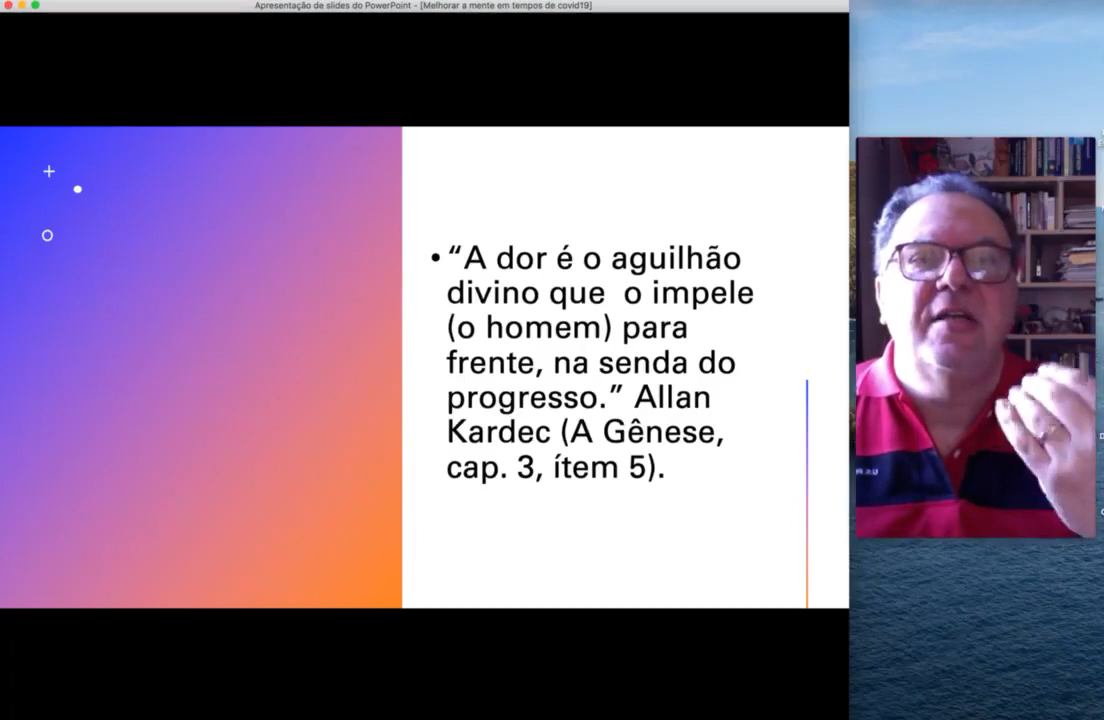 Apresentação de slides do PowerPoint - [Melhorar a mente em tempos de covid19]
• “A dor é o aguilhão
divino que o impele
(o homem) para
frente, na senda do
progresso.” Allan
Kardec (A Gênese,
cap. 3, ítem 5).